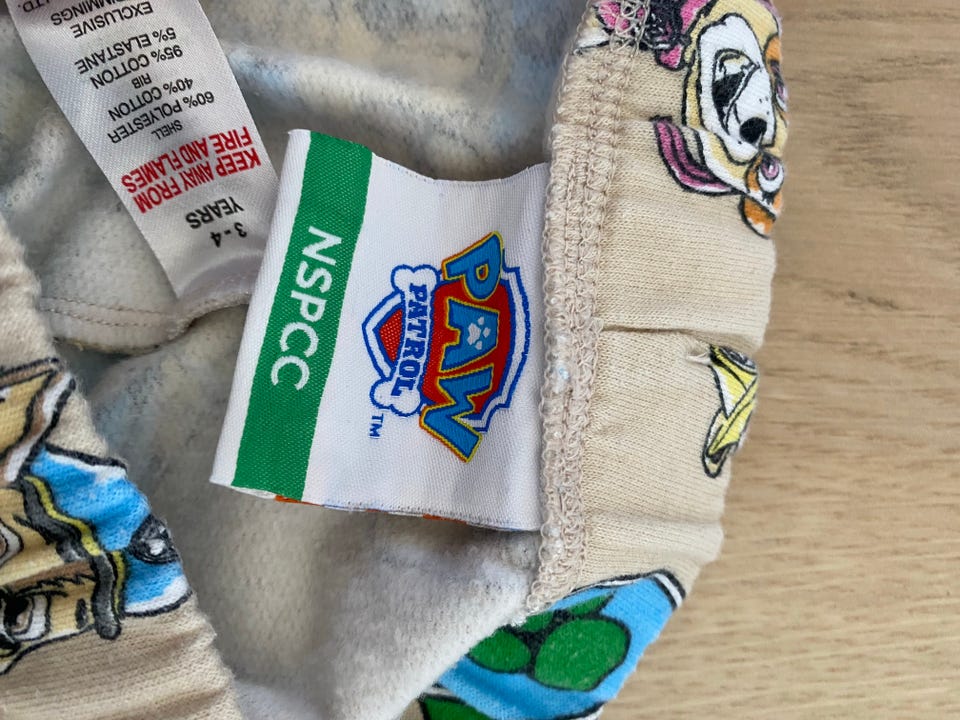 3 - 4
YEARS
KEEP AWAY FROM
FIRE AND FLAMES
SHELL
60% POLYESTER
40% COTTON
RIB
95% COTTON
5% ELASTANE
EXCLUSIVE
TRIMMINGS
LTD.
NSPCC
PAW
PATROL
TM